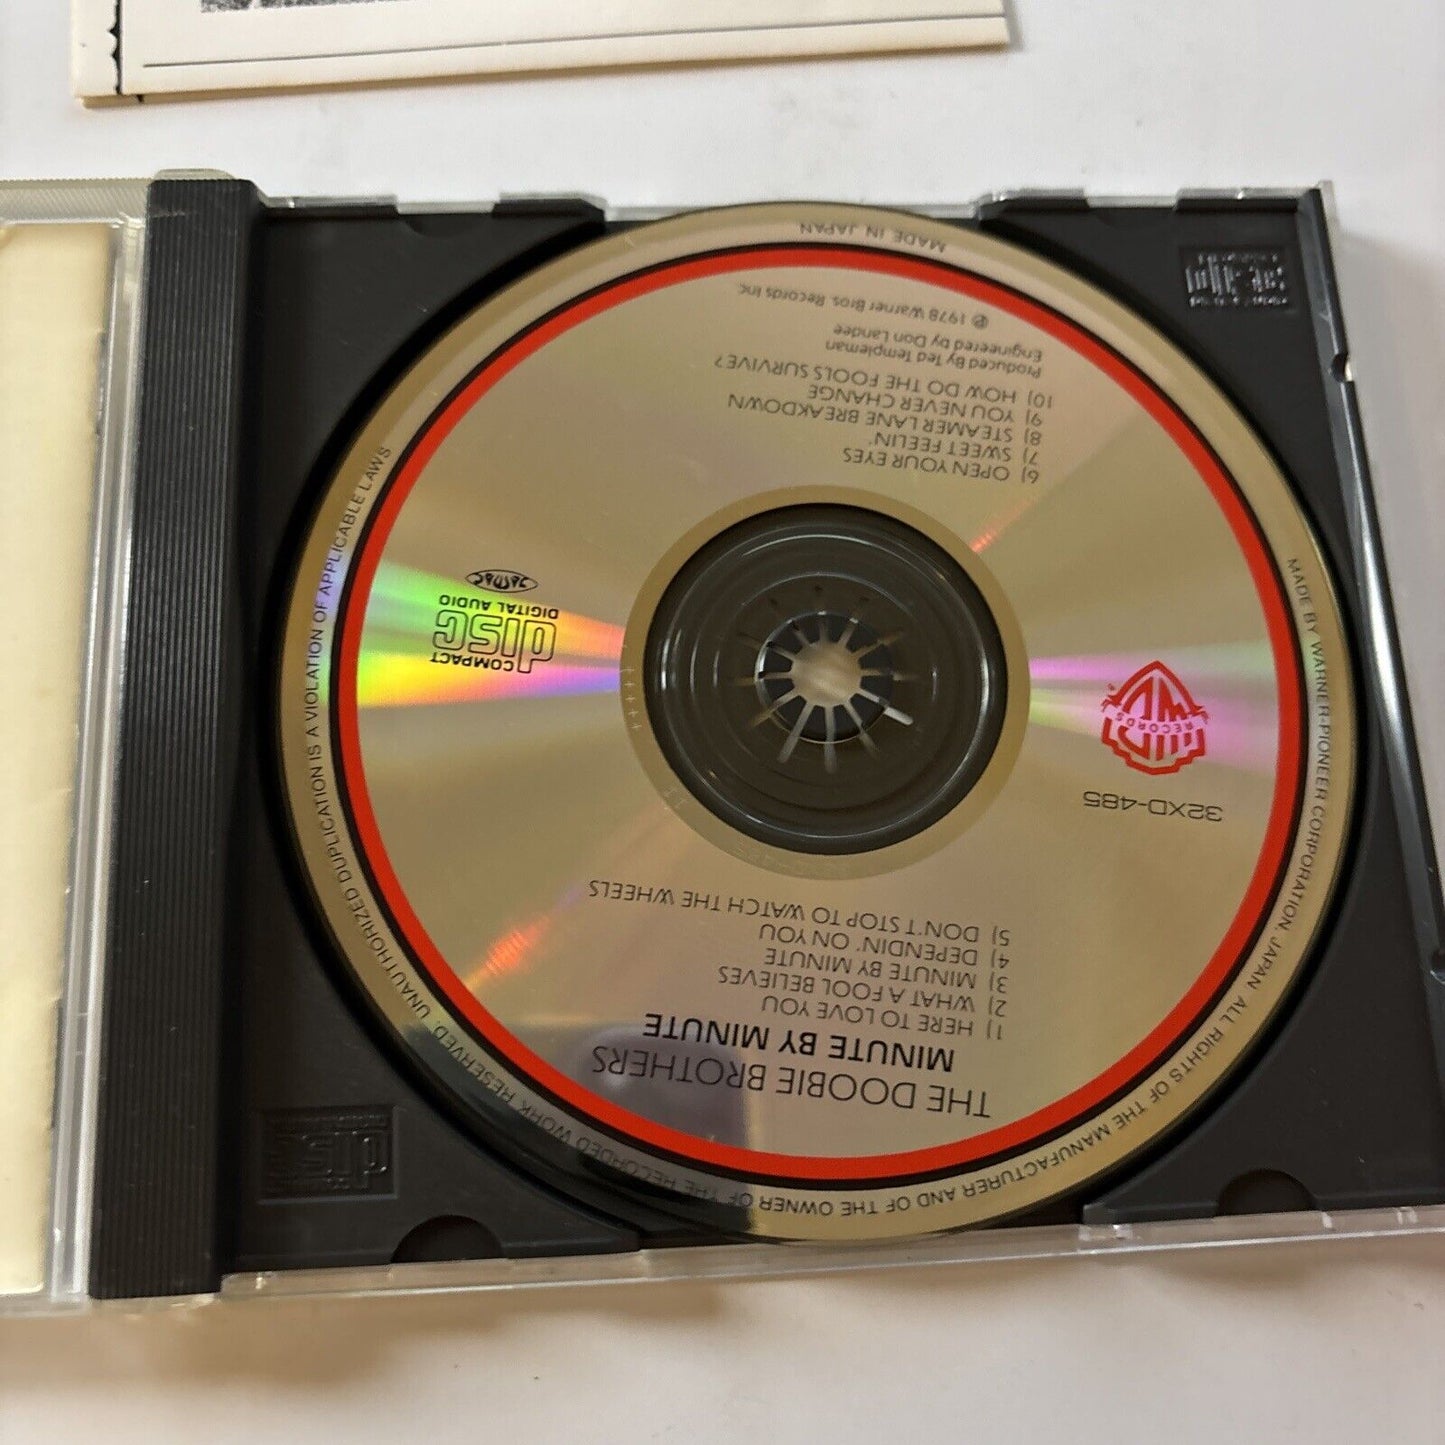 THE DOOBIE BROTHERS
MINUTE BY MINUTE
1) HERE TO LOVE YOU
2) WHAT A FOOL BELIEVES
3) MINUTE BY MINUTE
4) DEPENDIN' ON YOU
5) DON'T STOP TO WATCH THE WHEELS
32XD-485
RECORDS
®
COMPACT
disc
DIGITAL AUDIO
JASRAC
6) OPEN YOUR EYES
7) SWEET FEELIN'
8) STEAMER LANE BREAKDOWN
9) YOU NEVER CHANGE
10) HOW DO THE FOOLS SURVIVE?
Produced By Ted Templeman
Engineered by Don Landee
℗ 1978 Warner Bros. Records Inc.
MADE IN JAPAN
MADE BY WARNER-PIONEER CORPORATION, JAPAN. ALL RIGHTS OF THE MANUFACTURER AND OF THE OWNER OF THE RECORDED WORK RESERVED. UNAUTHORIZED DUPLICATION IS A VIOLATION OF APPLICABLE LAWS
disc